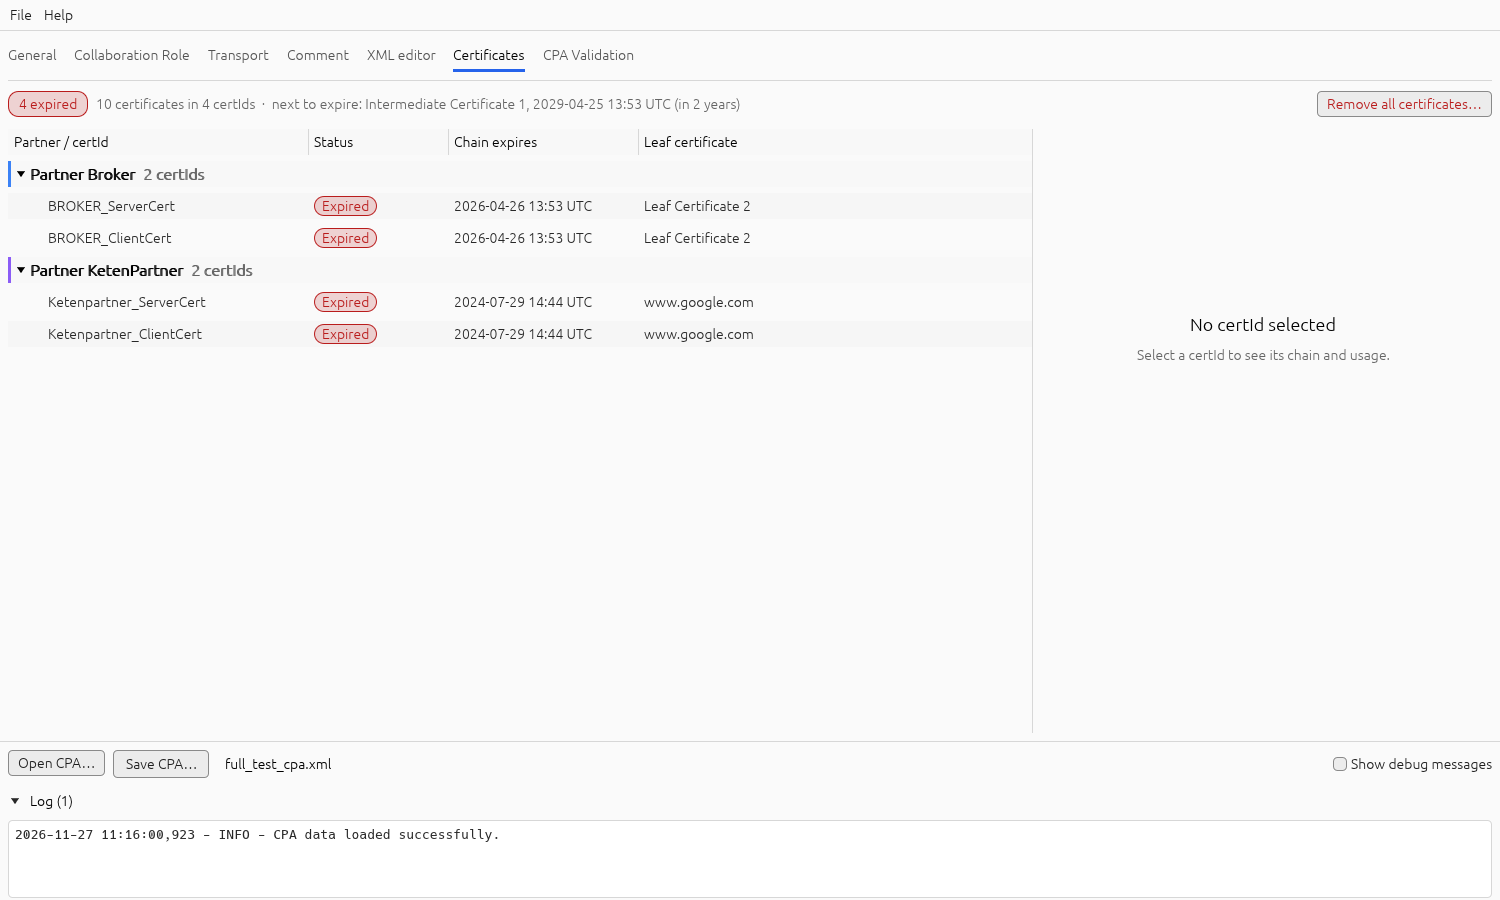 File Help
General Collaboration Role Transport Comment XML editor Certificates CPA Validation
4 expired 10 certificates in 4 certIds · next to expire: Intermediate Certificate 1, 2029-04-25 13:53 UTC (in 2 years) Remove all certificates...
Partner / certId Status Chain expires Leaf certificate
Partner Broker 2 certIds
BROKER_ServerCert Expired 2026-04-26 13:53 UTC Leaf Certificate 2
BROKER_ClientCert Expired 2026-04-26 13:53 UTC Leaf Certificate 2
Partner KetenPartner 2 certIds
Ketenpartner_ServerCert Expired 2024-07-29 14:44 UTC www.google.com
Ketenpartner_ClientCert Expired 2024-07-29 14:44 UTC www.google.com
No certId selected
Select a certId to see its chain and usage.
Open CPA... Save CPA... full_test_cpa.xml Show debug messages
Log (1)
2026-11-27 11:16:00,923 - INFO - CPA data loaded successfully.